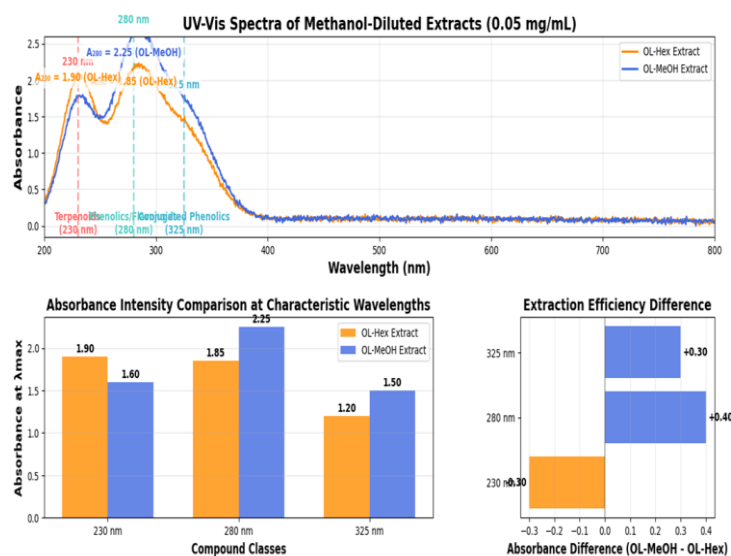 UV-Vis Spectra of Methanol-Diluted Extracts (0.05 mg/mL)
280 nm
OL-Hex Extract
OL-MeOH Extract
A₂₈₀ = 2.25 (OL-MeOH)
230 nm
A₂₃₀ = 1.90 (OL-Hex)
.85 (OL-Hex)
5 nm
Absorbance
2.5
2.0
1.5
1.0
0.5
0.0
Terpenoids
(230 nm)
(280 nm)
Phenolics
(325 nm)
200 300 400 500 600 700 800
Wavelength (nm)
Absorbance Intensity Comparison at Characteristic Wavelengths
OL-Hex Extract
OL-MeOH Extract
Absorbance at λmax
2.0
1.5
1.0
0.5
0.0
1.90
1.60
1.85
2.25
1.20
1.50
230 nm 280 nm 325 nm
Compound Classes
Extraction Efficiency Difference
325 nm
+0.30
280 nm
+0.40
230 nm
-0.30
−0.3 −0.2 −0.1 0.0 0.1 0.2 0.3 0.4
Absorbance Difference (OL-MeOH - OL-Hex)